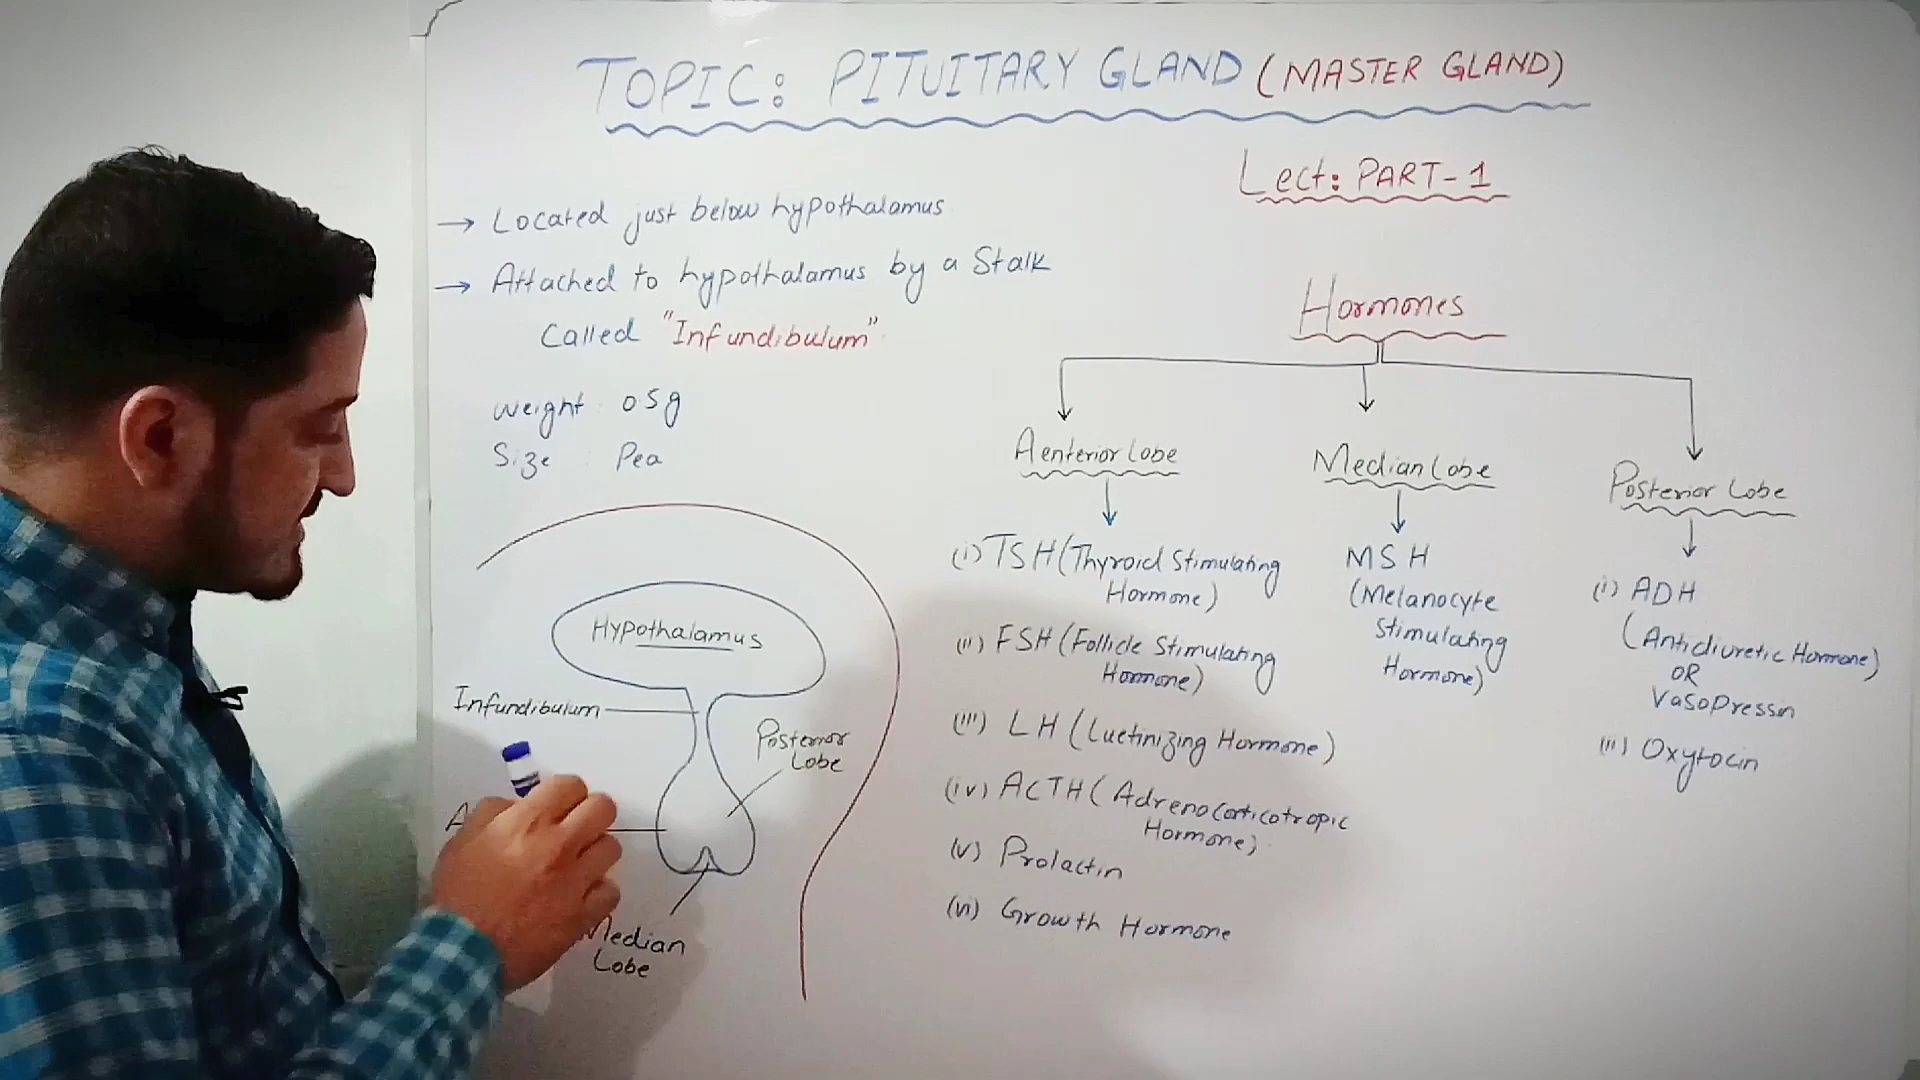 TOPIC: PITUITARY GLAND (MASTER GLAND)
Lect: PART-1
→ Located just below hypothalamus
→ Attached to hypothalamus by a Stalk
Called "Infundibulum"
weight : 0.5g
Size : Pea
Hypothalamus
Infundibulum
Posterior
Lobe
Median
Lobe
Hormones
Aenterior Lobe
(i) TSH (Thyroid Stimulating
Hormone)
(ii) FSH (Follicle Stimulating
Hormone)
(iii) LH (Luetinizing Hormone)
(iv) ACTH (Adrenocorticotropic
Hormone)
(v) Prolactin
(vi) Growth Hormone
Median Lobe
MSH
(Melanocyte
Stimulating
Hormone)
Posterior Lobe
(i) ADH
(Antidiuretic Hormone)
OR
Vasopressin
(ii) Oxytocin